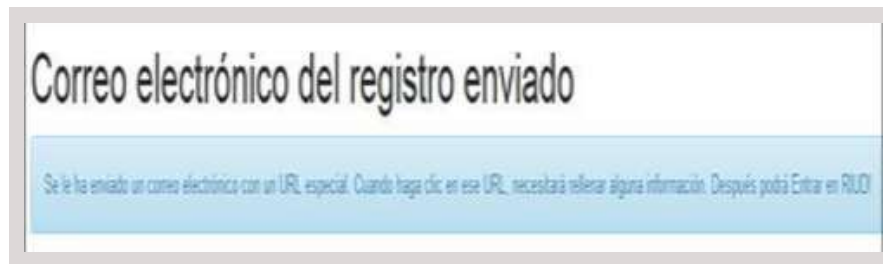 Correo electrónico del registro enviado
Se le ha enviado un correo electrónico con un URL especial. Cuando haga clic en ese URL, necesitará rellenar alguna información. Después podrá Entrar en RIUD!